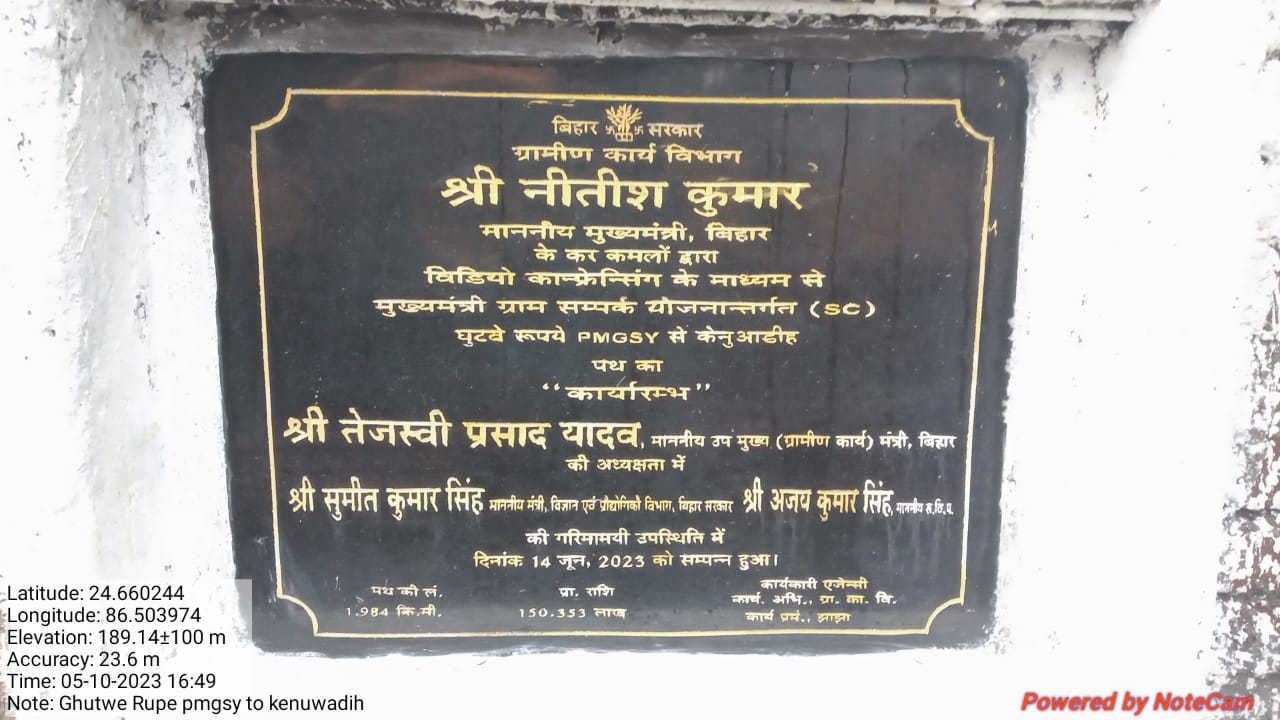 बिहार सरकार
ग्रामीण कार्य विभाग
श्री नीतीश कुमार
माननीय मुख्यमंत्री, बिहार
के कर कमलों द्वारा
विडियो कान्फ्रेन्सिंग के माध्यम से
मुख्यमंत्री ग्राम सम्पर्क योजनान्तर्गत (SC)
घुटवे रूपये PMGSY से केनुआडीह
पथ का
“कार्यारम्भ”
श्री तेजस्वी प्रसाद यादव, माननीय उप मुख्य (ग्रामीण कार्य) मंत्री, बिहार
की अध्यक्षता में
श्री सुमीत कुमार सिंह माननीय मंत्री, विज्ञान एवं प्रौद्योगिकी विभाग, बिहार सरकार श्री अजय कुमार सिंह, माननीय स.वि.प.
की गरिमामयी उपस्थिति में
दिनांक 14 जून, 2023 को सम्पन्न हुआ।
पथ की लं. प्रा. राशि कार्यकारी एजेन्सी
1.984 कि.मी. 150.353 लाख कार्य. अभि., ग्रा. का. वि.
कार्य प्रमं., झाझा
Latitude: 24.660244
Longitude: 86.503974
Elevation: 189.14±100 m
Accuracy: 23.6 m
Time: 05-10-2023 16:49
Note: Ghutwe Rupe pmgsy to kenuwadih
Powered by NoteCam